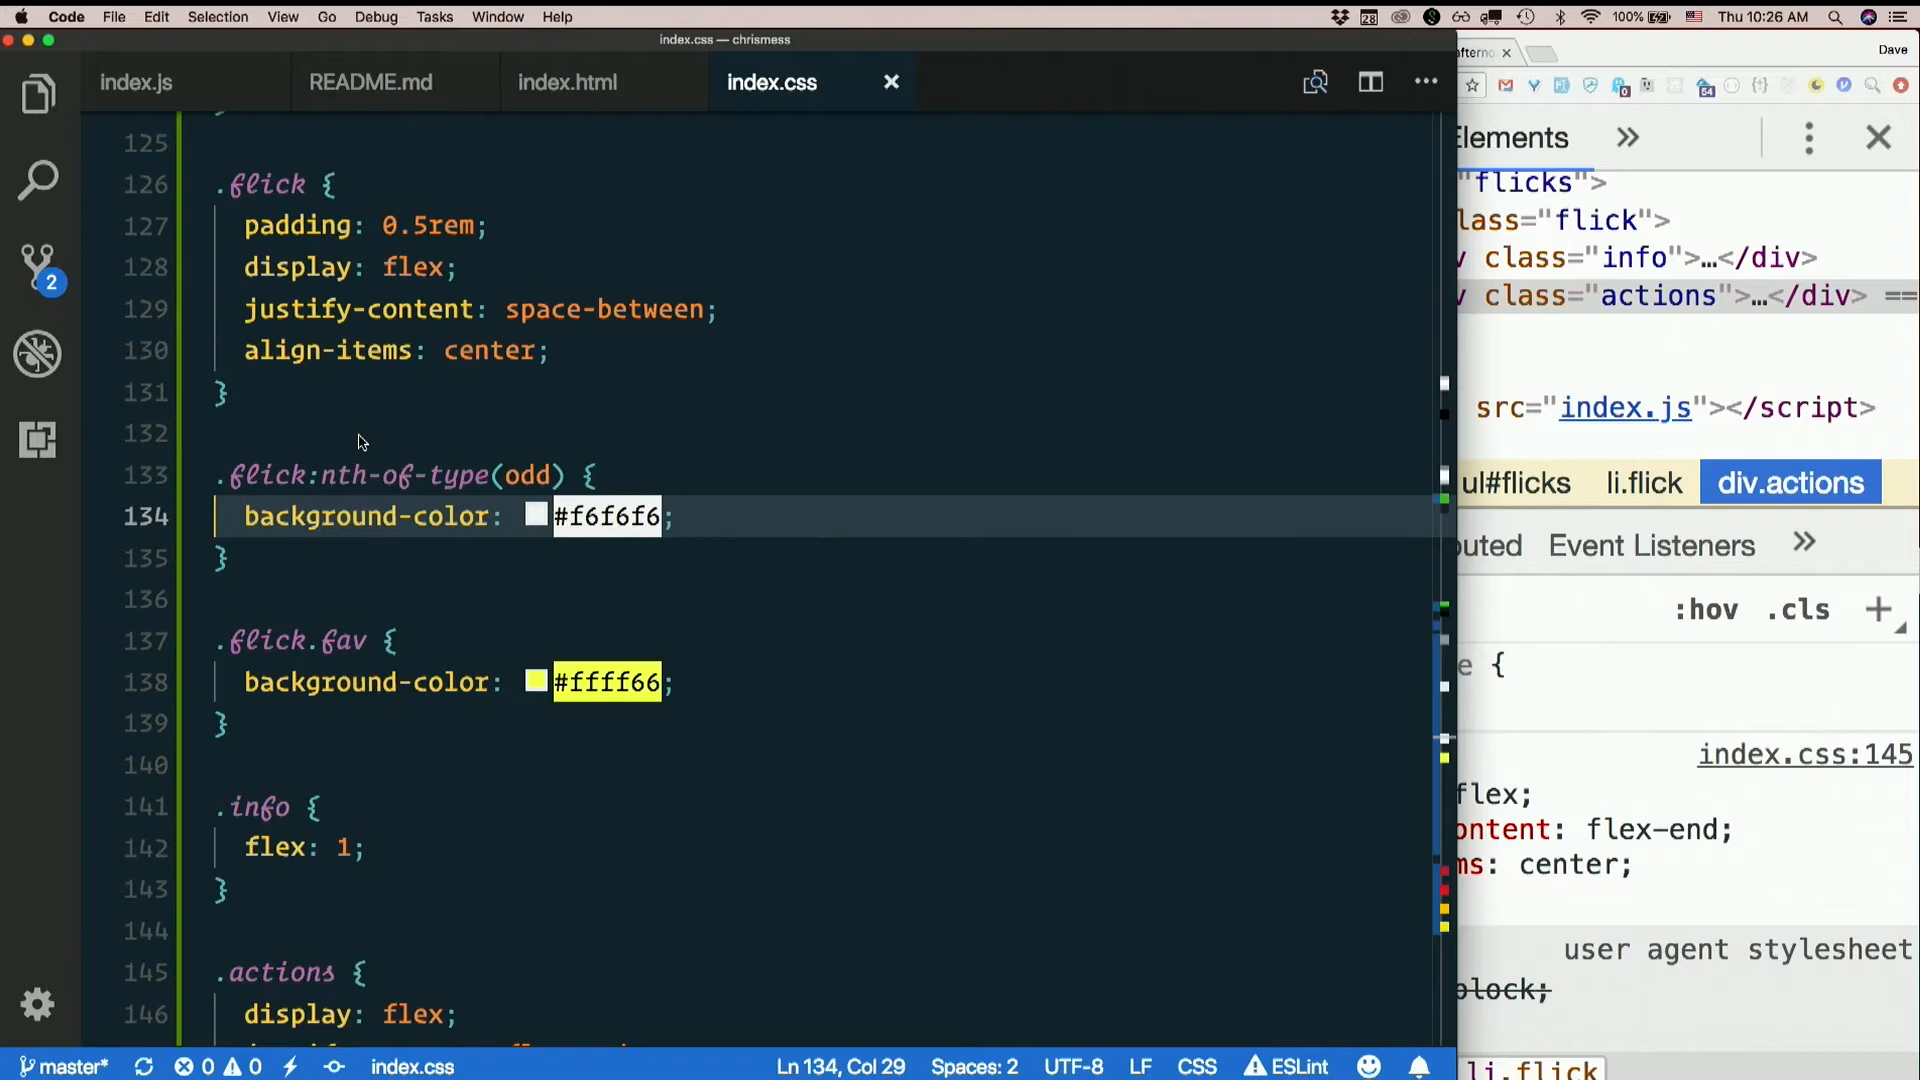 Code File Edit Selection View Go Debug Tasks Window Help
28 100% Thu 10:26 AM
index.css — chrismess
index.js README.md index.html index.css
125
126 .flick {
127 padding: 0.5rem;
128 display: flex;
129 justify-content: space-between;
130 align-items: center;
131 }
132
133 .flick:nth-of-type(odd) {
134 background-color: #f6f6f6;
135 }
136
137 .flick.fav {
138 background-color: #ffff66;
139 }
140
141 .info {
142 flex: 1;
143 }
144
145 .actions {
146 display: flex;
2
master* 0 0 index.css Ln 134, Col 29 Spaces: 2 UTF-8 LF CSS ESLint
afterno Dave
0 64
Elements »
"flicks">
lass="flick">
v class="info">…</div>
v class="actions">…</div> ==
src="index.js"></script>
ul#flicks li.flick div.actions
outed Event Listeners »
:hov .cls +
e {
index.css:145
flex;
ontent: flex-end;
ms: center;
user agent stylesheet
block;
li.flick